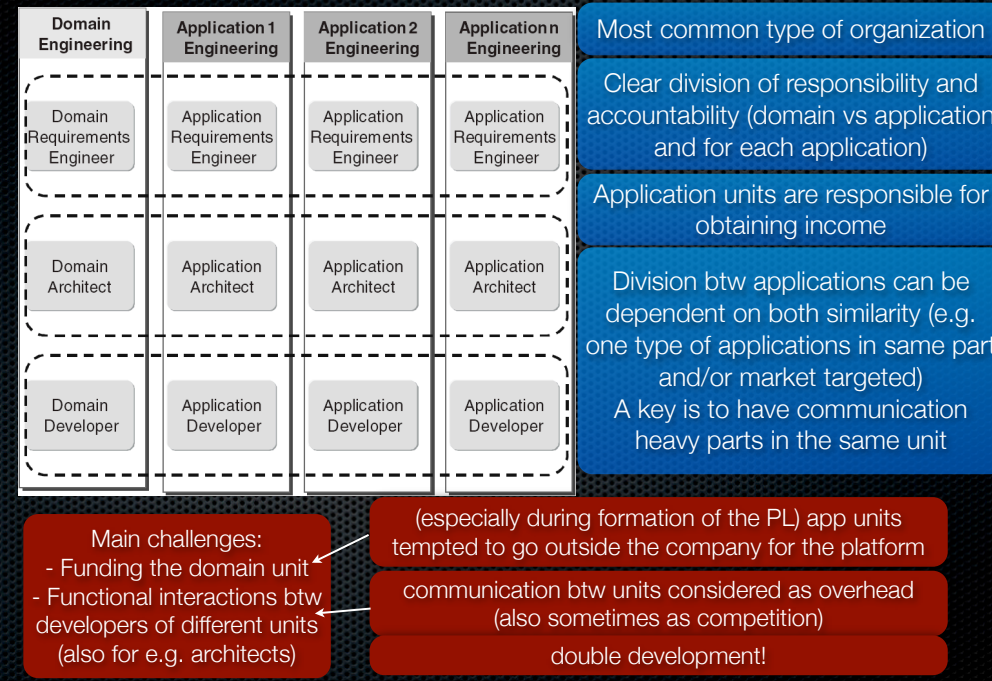 Domain
Engineering
Application 1
Engineering
Application 2
Engineering
Application n
Engineering
Domain
Requirements
Engineer
Application
Requirements
Engineer
Application
Requirements
Engineer
Application
Requirements
Engineer
Domain
Architect
Application
Architect
Application
Architect
Application
Architect
Domain
Developer
Application
Developer
Application
Developer
Application
Developer
Most common type of organization
Clear division of responsibility and
accountability (domain vs application
and for each application)
Application units are responsible for
obtaining income
Division btw applications can be
dependent on both similarity (e.g.
one type of applications in same part
and/or market targeted)
A key is to have communication
heavy parts in the same unit
Main challenges:
- Funding the domain unit
- Functional interactions btw
developers of different units
(also for e.g. architects)
(especially during formation of the PL) app units
tempted to go outside the company for the platform
communication btw units considered as overhead
(also sometimes as competition)
double development!